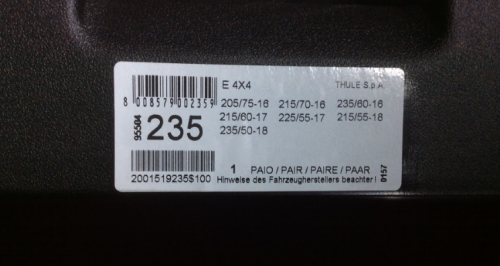 E 4X4 THULE S.p.A
8 008579 002359
205/75-16 215/70-16 235/60-16
215/60-17 225/55-17 215/55-18
235/50-18
95504
235
2001519235$100
1 PAIO / PAIR / PAIRE / PAAR
Hinweise des Fahrzeugherstellers beachter
0157